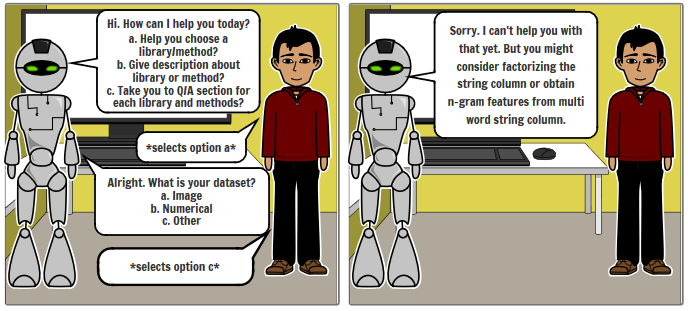 Hi. How can I help you today?
a. Help you choose a
library/method?
b. Give description about
library or method?
c. Take you to Q/A section for
each library and methods?
*selects option a*
Alright. What is your dataset?
a. Image
b. Numerical
c. Other
*selects option c*
Sorry. I can't help you with
that yet. But you might
consider factorizing the
string column or obtain
n-gram features from multi
word string column.